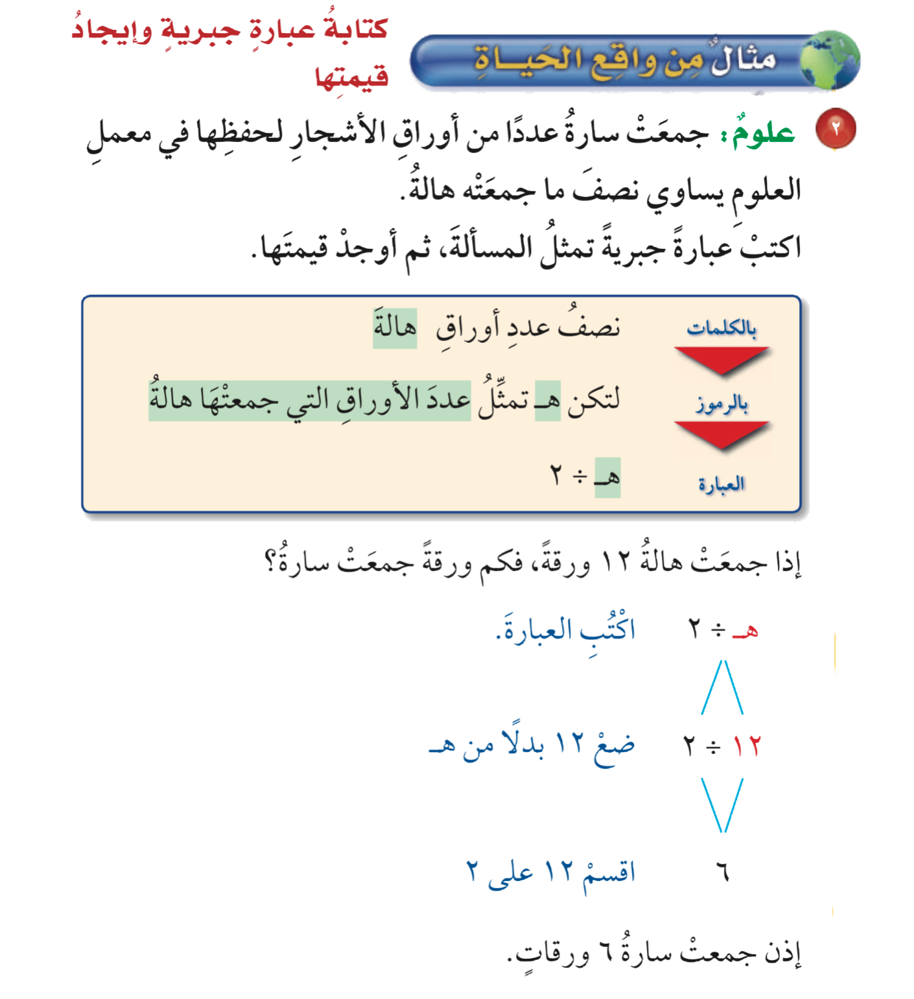 مثالٌ مِن واقِعِ الحَياةِ
كتابةُ عبارةٍ جبريةٍ وإيجادُ
قيمتِها
٢ علومٌ: جمعَتْ سارةُ عددًا من أوراقِ الأشجارِ لحفظِها في معملِ
العلومِ يساوي نصفَ ما جمعَتْه هالةُ.
اكتبْ عبارةً جبريةً تمثلُ المسألةَ، ثم أوجدْ قيمتَها.
بالكلمات نصفُ عددِ أوراقِ هالةَ
بالرموز لتكن هـ تمثِّلُ عددَ الأوراقِ التي جمعتْهَا هالةُ
العبارة هـ ÷ ٢
إذا جمعَتْ هالةُ ١٢ ورقةً، فكم ورقةً جمعَتْ سارةُ؟
هـ ÷ ٢ اكْتُبِ العبارةَ.
١٢ ÷ ٢ ضعْ ١٢ بدلًا من هـ
٦ اقسمْ ١٢ على ٢
إذن جمعتْ سارةُ ٦ ورقاتٍ.